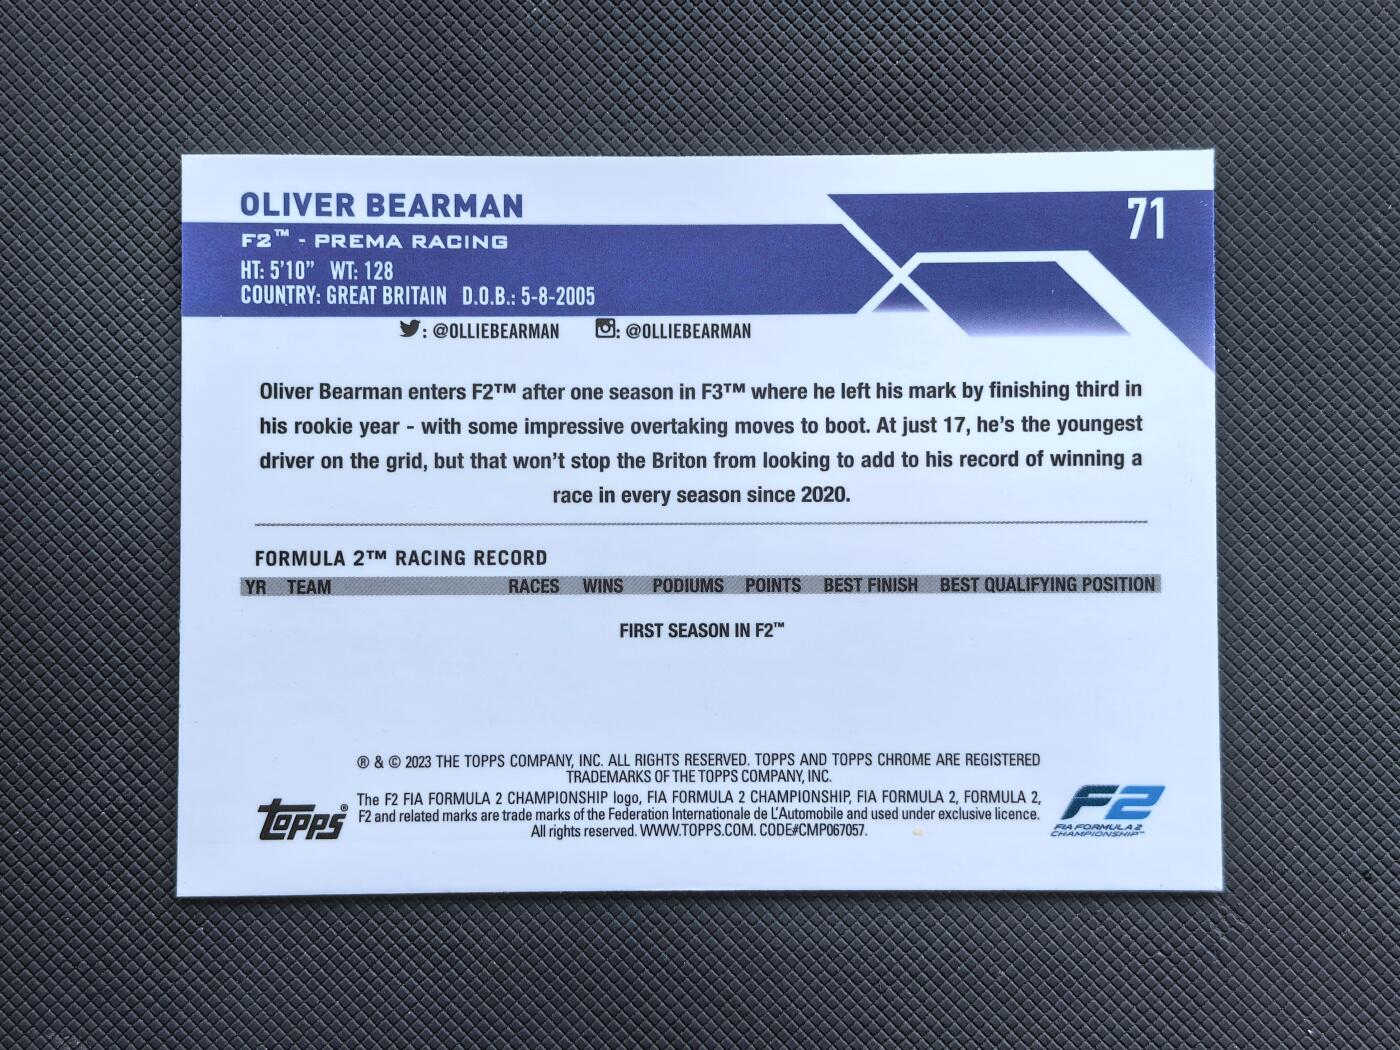 OLIVER BEARMAN
71
F2™ - PREMA RACING
HT: 5'10" WT: 128
COUNTRY: GREAT BRITAIN D.O.B.: 5-8-2005
: @OLLIEBEARMAN : @OLLIEBEARMAN
Oliver Bearman enters F2™ after one season in F3™ where he left his mark by finishing third in
his rookie year - with some impressive overtaking moves to boot. At just 17, he's the youngest
driver on the grid, but that won't stop the Briton from looking to add to his record of winning a
race in every season since 2020.
FORMULA 2™ RACING RECORD
YR TEAM RACES WINS PODIUMS POINTS BEST FINISH BEST QUALIFYING POSITION
FIRST SEASON IN F2™
® & © 2023 THE TOPPS COMPANY, INC. ALL RIGHTS RESERVED. TOPPS AND TOPPS CHROME ARE REGISTERED
TRADEMARKS OF THE TOPPS COMPANY, INC.
The F2 FIA FORMULA 2 CHAMPIONSHIP logo, FIA FORMULA 2 CHAMPIONSHIP, FIA FORMULA 2, FORMULA 2,
F2 and related marks are trade marks of the Federation Internationale de L'Automobile and used under exclusive licence.
All rights reserved. WWW.TOPPS.COM. CODE#CMP067057.
Topps®
F2
FIA FORMULA 2
CHAMPIONSHIP™